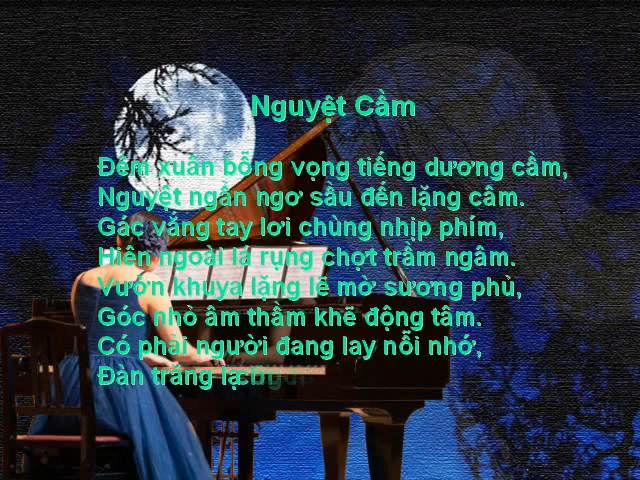 Nguyệt Cầm
Đêm xuân bỗng vọng tiếng dương cầm,
Nguyệt ngẩn ngơ sầu đến lặng câm.
Gác vắng tay lơi chùng nhịp phím,
Hiên ngoài lá rụng chợt trầm ngâm.
Vườn khuya lặng lẽ mờ sương phủ,
Góc nhỏ âm thầm khẽ động tâm.
Có phải người đang lay nỗi nhớ,
Đàn trăng